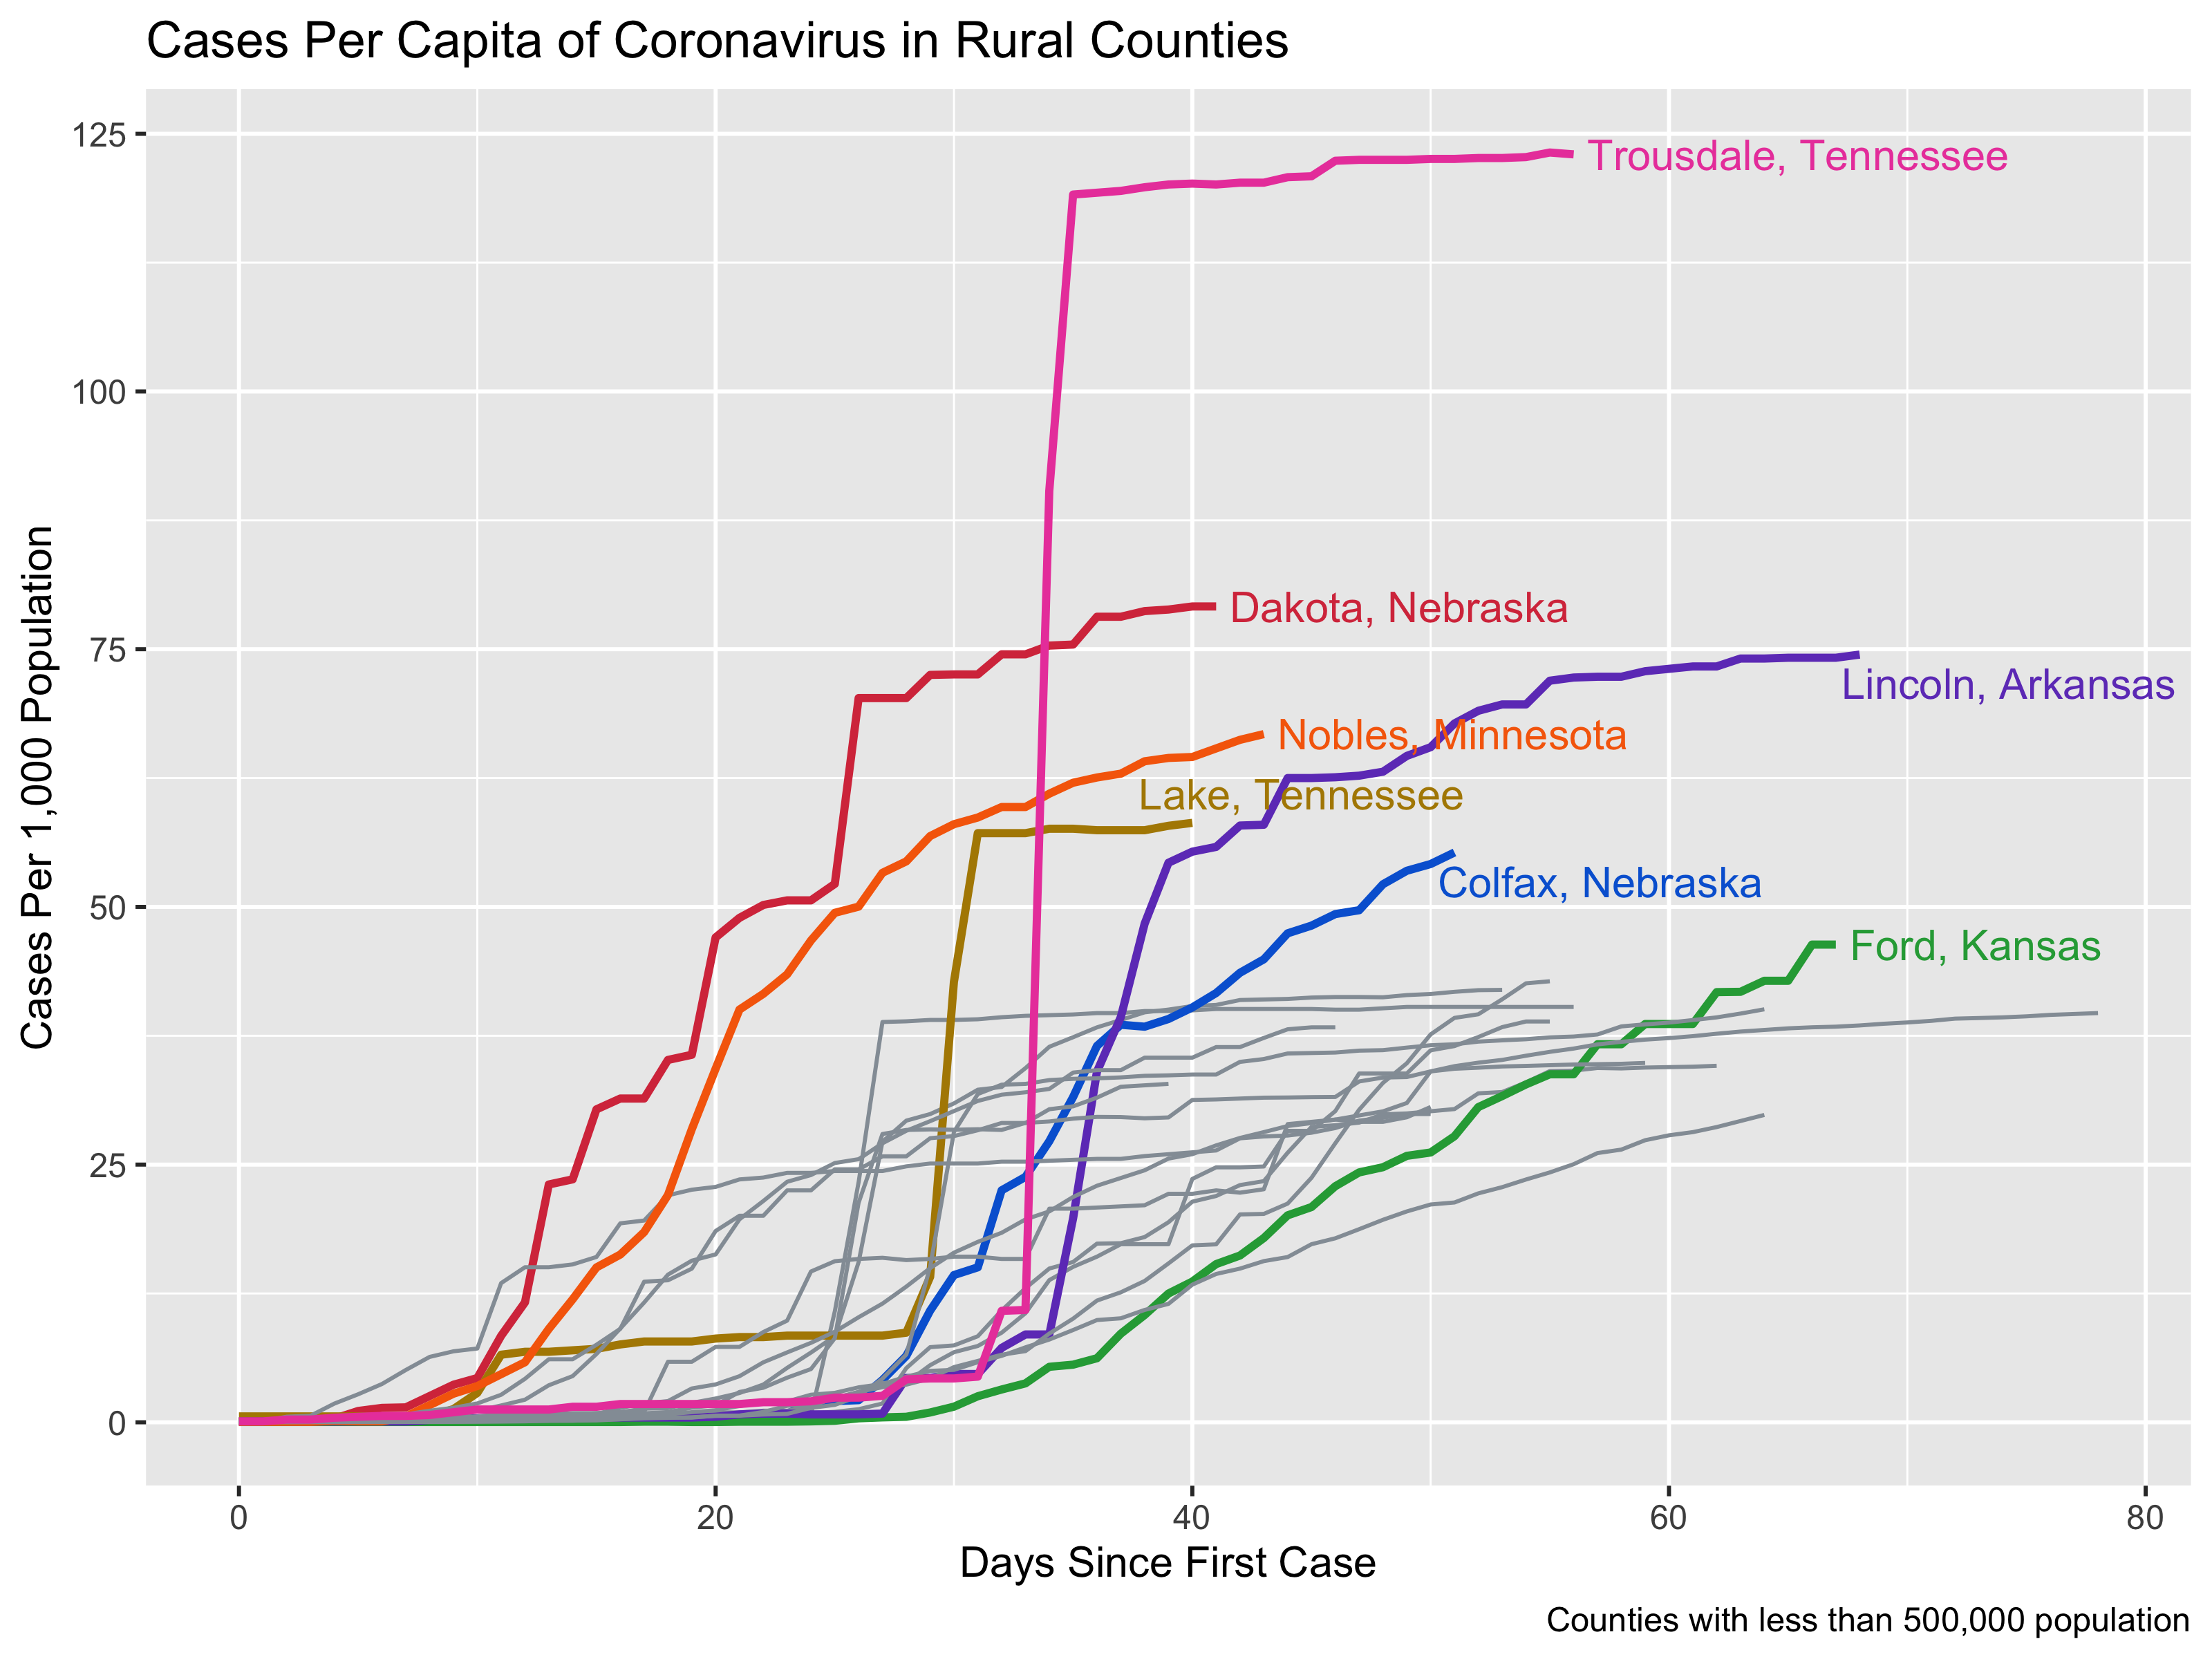 Cases Per Capita of Coronavirus in Rural Counties
Cases Per 1,000 Population
125
100
75
50
25
0
Trousdale, Tennessee
Dakota, Nebraska
Lincoln, Arkansas
Nobles, Minnesota
Lake, Tennessee
Colfax, Nebraska
Ford, Kansas
0 20 40 60 80
Days Since First Case
Counties with less than 500,000 population